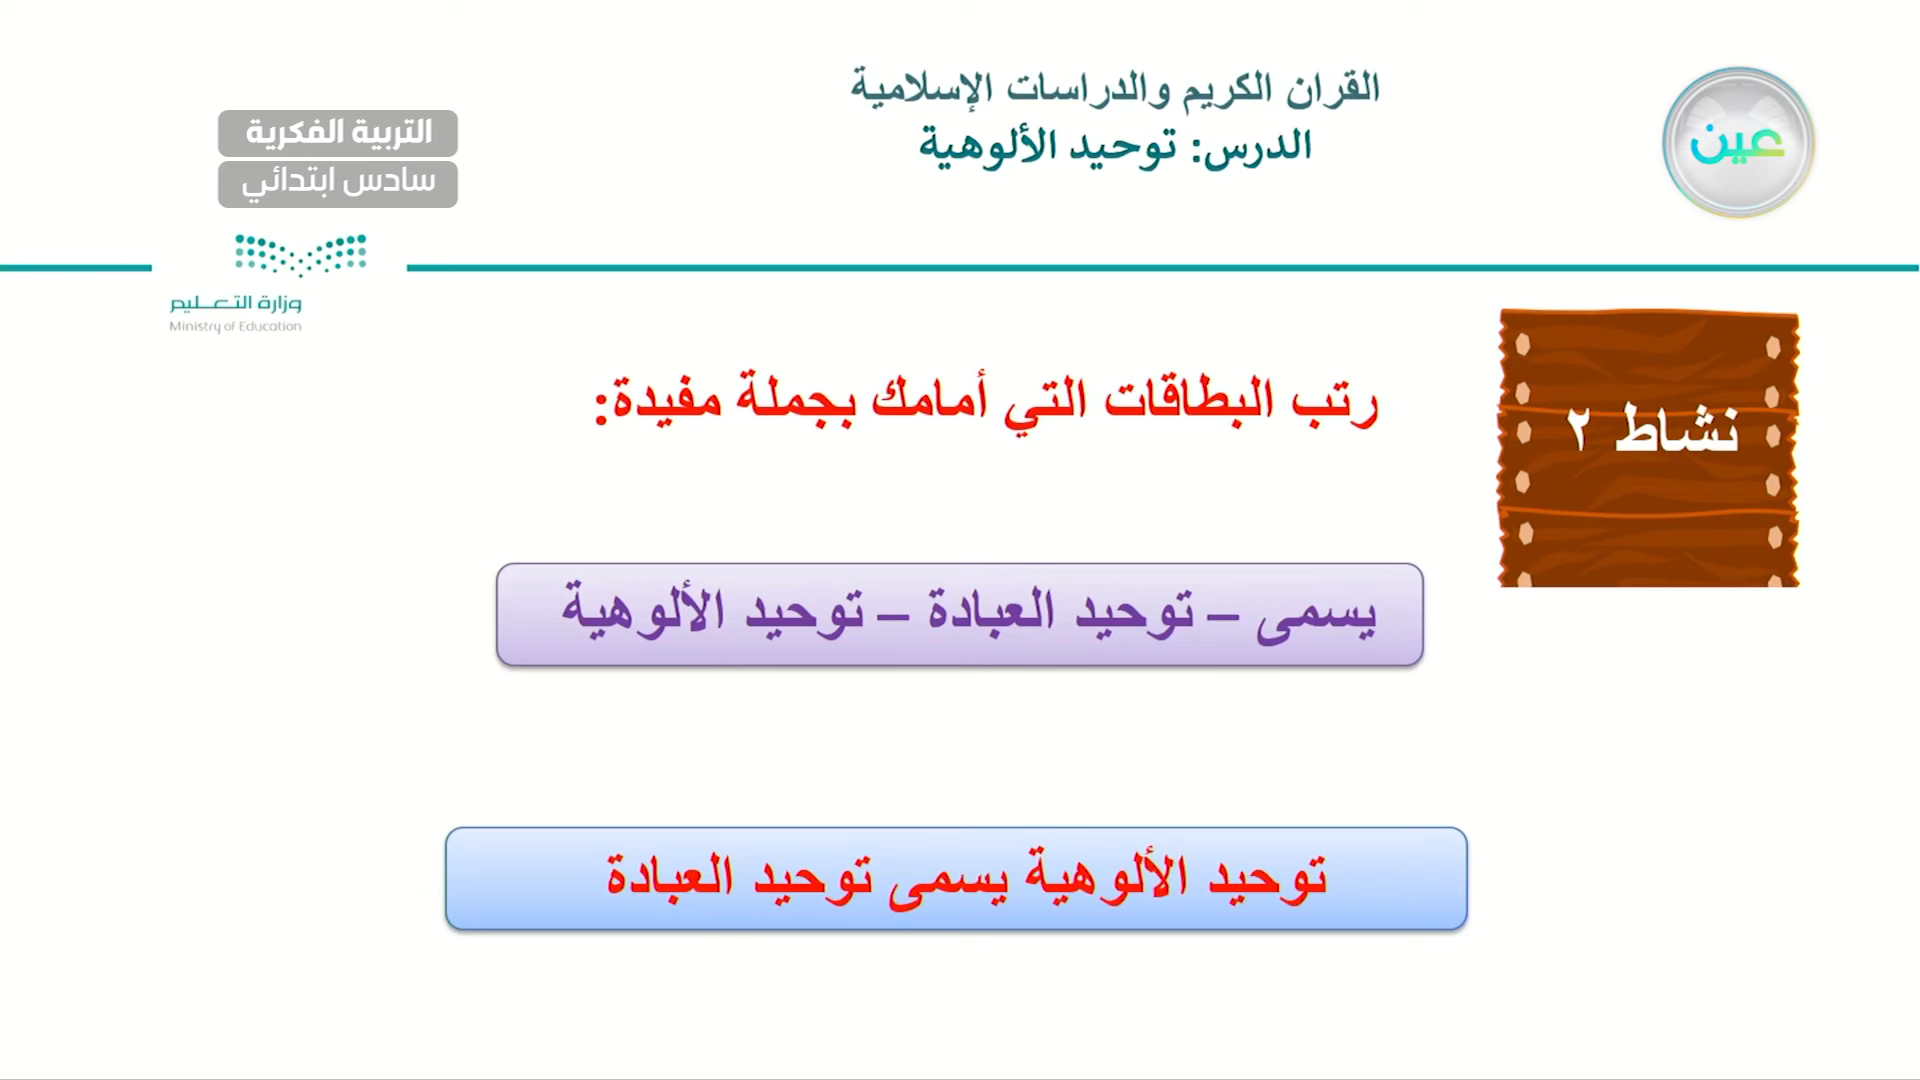 القران الكريم والدراسات الإسلامية
الدرس: توحيد الألوهية
عين
التربية الفكرية
سادس ابتدائي
وزارة التعليم
Ministry of Education
نشاط ٢
رتب البطاقات التي أمامك بجملة مفيدة:
يسمى – توحيد العبادة – توحيد الألوهية
توحيد الألوهية يسمى توحيد العبادة